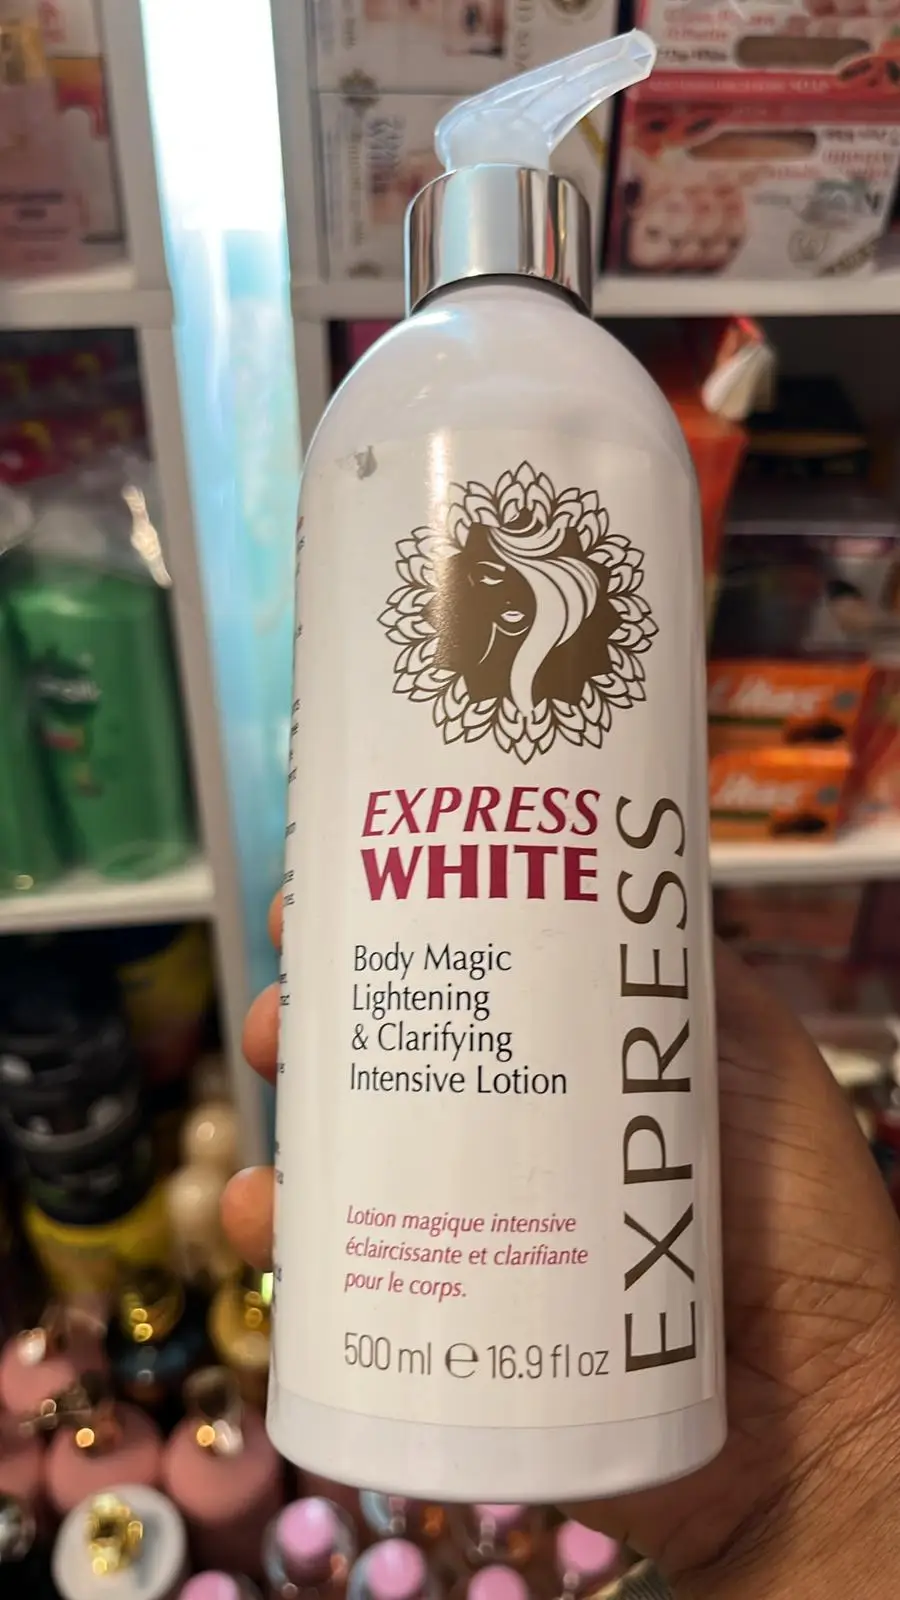 EXPRESS
WHITE
Body Magic
Lightening
& Clarifying
Intensive Lotion
EXPRESS
Lotion magique intensive
éclaircissante et clarifiante
pour le corps.
500 ml ℮ 16.9 fl oz